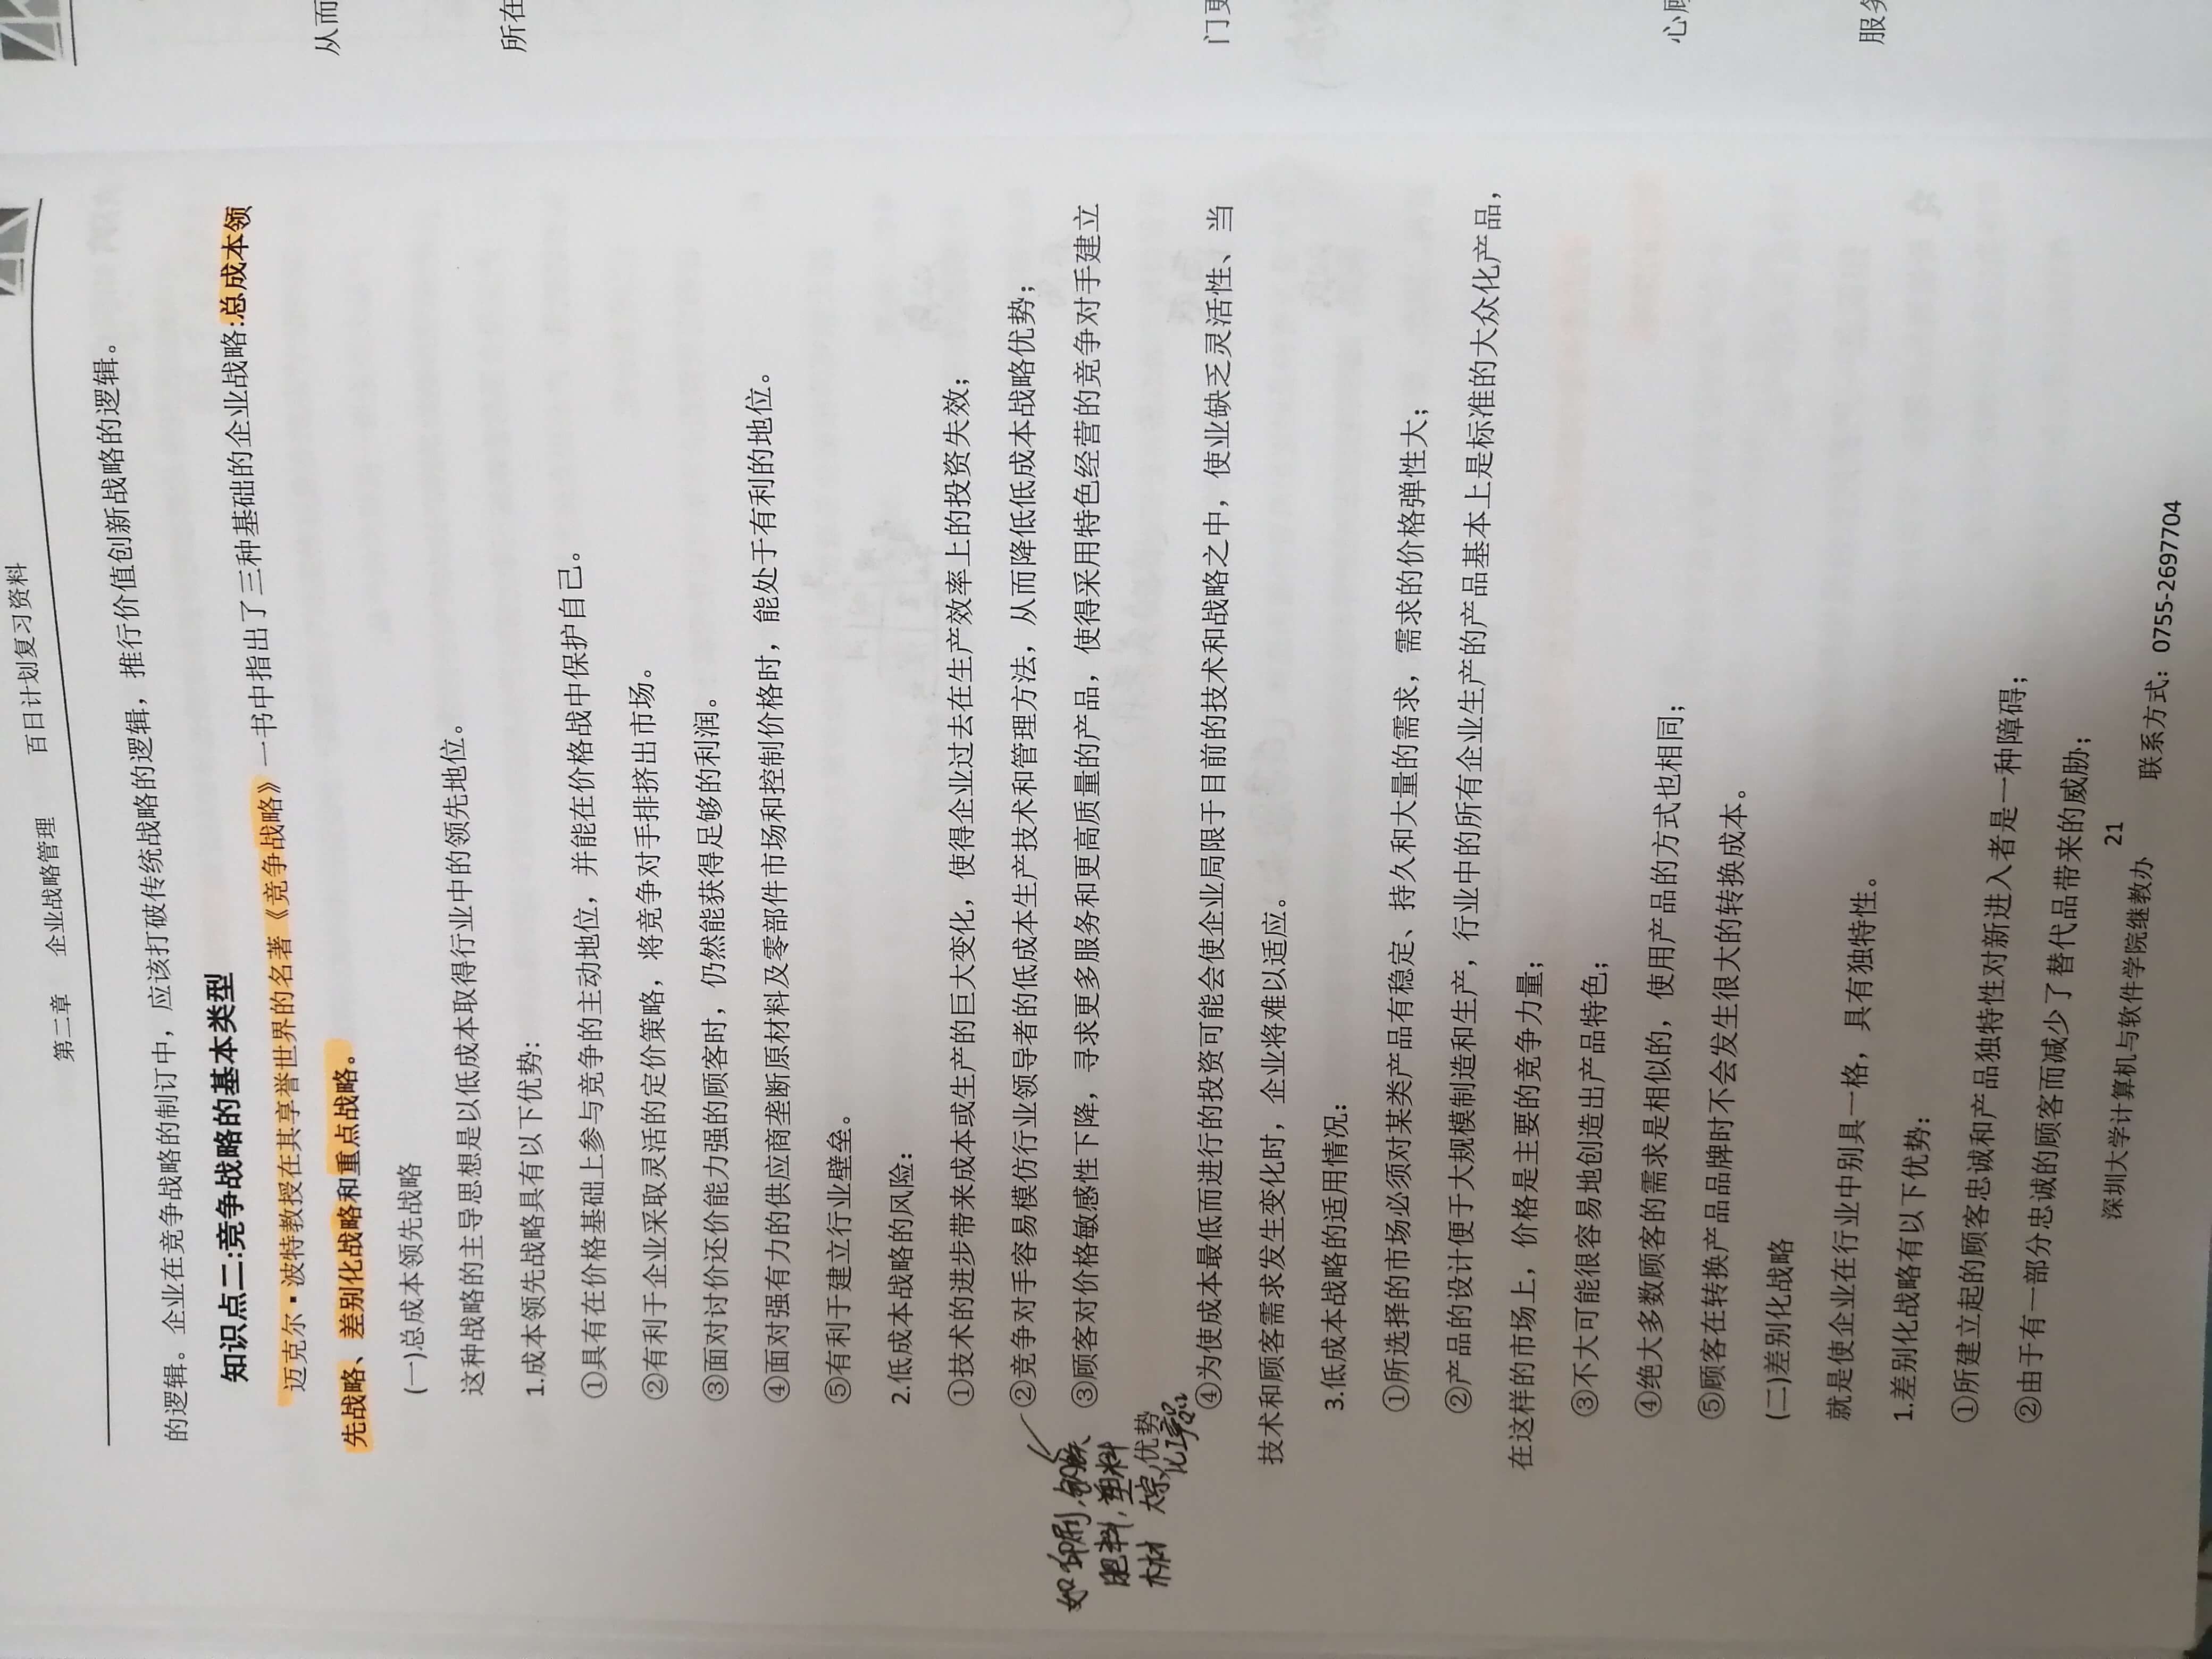 第二章 企业战略管理 百日计划复习资料
的逻辑。企业在竞争战略的制订中，应该打破传统战略的逻辑，推行价值创新战略的逻辑。
知识点二:竞争战略的基本类型
迈克尔▪波特教授在其享誉世界的名著《竞争战略》一书中指出了三种基础的企业战略:总成本领
先战略、差别化战略和重点战略。
(一)总成本领先战略
这种战略的主导思想是以低成本取得行业中的领先地位。
1.成本领先战略具有以下优势:
①具有在价格基础上参与竞争的主动地位，并能在价格战中保护自己。
②有利于企业采取灵活的定价策略，将竞争对手排挤出市场。
③面对讨价还价能力强的顾客时，仍然能获得足够的利润。
④面对强有力的供应商垄断原材料及零部件市场和控制价格时，能处于有利的地位。
⑤有利于建立行业壁垒。
2.低成本战略的风险:
①技术的进步带来成本或生产的巨大变化，使得企业过去在生产效率上的投资失效；
②竞争对手容易模仿行业领导者的低成本生产技术和管理方法，从而降低低成本战略优势；
③顾客对价格敏感性下降，寻求更多服务和更高质量的产品，使得采用特色经营的竞争对手建立
优势
④为使成本最低而进行的投资可能会使企业局限于目前的技术和战略之中，使业缺乏灵活性、当
技术和顾客需求发生变化时，企业将难以适应。
如印刷,钢铁
肥料,塑料
木材
3.低成本战略的适用情况:
①所选择的市场必须对某类产品有稳定、持久和大量的需求，需求的价格弹性大；
②产品的设计便于大规模制造和生产，行业中的所有企业生产的产品基本上是标准的大众化产品，
在这样的市场上，价格是主要的竞争力量；
③不大可能很容易地创造出产品特色；
④绝大多数顾客的需求是相似的，使用产品的方式也相同；
⑤顾客在转换产品品牌时不会发生很大的转换成本。
(二)差别化战略
就是使企业在行业中别具一格，具有独特性。
1.差别化战略有以下优势:
①所建立起的顾客忠诚和产品独特性对新进入者是一种障碍；
②由于有一部分忠诚的顾客而减少了替代品带来的威胁；
21
深圳大学计算机与软件学院继教办 联系方式：0755-2697704
从而
所在
门更
心顾
服务